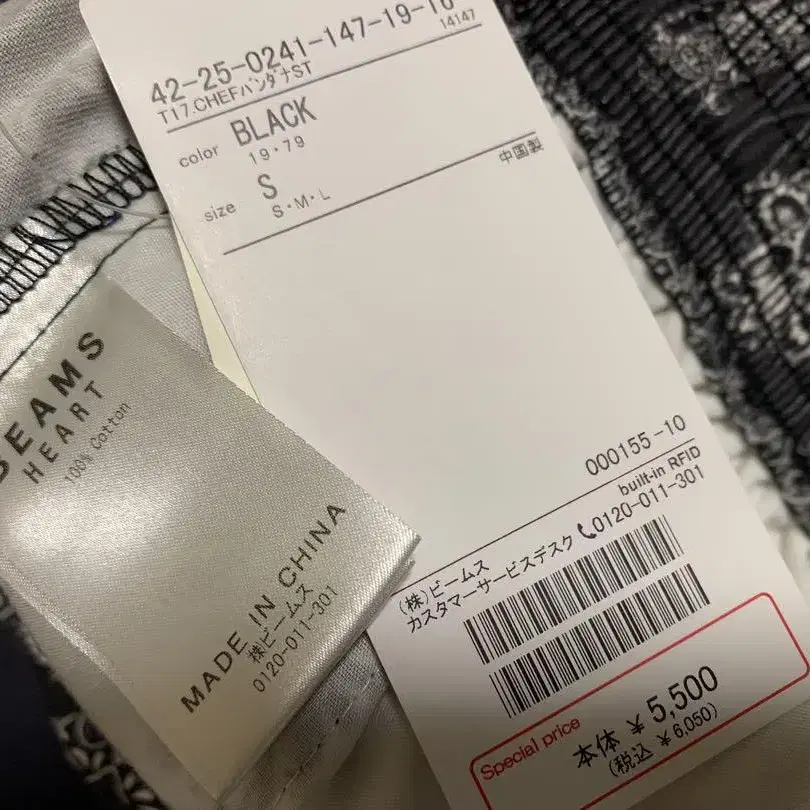 42-25-0241-147-19-10
14147
T17.CHEFバンダナST
color BLACK
19・79
size S
S・M・L
中国製
000155-10
built-in RFID
(株)ビームス
カスタマーサービスデスク 0120-011-301
Special price
本体 ¥5,500
(税込 ¥6,050)
BEAMS
HEART
100% Cotton
MADE IN CHINA
株)ビームス
0120-011-301